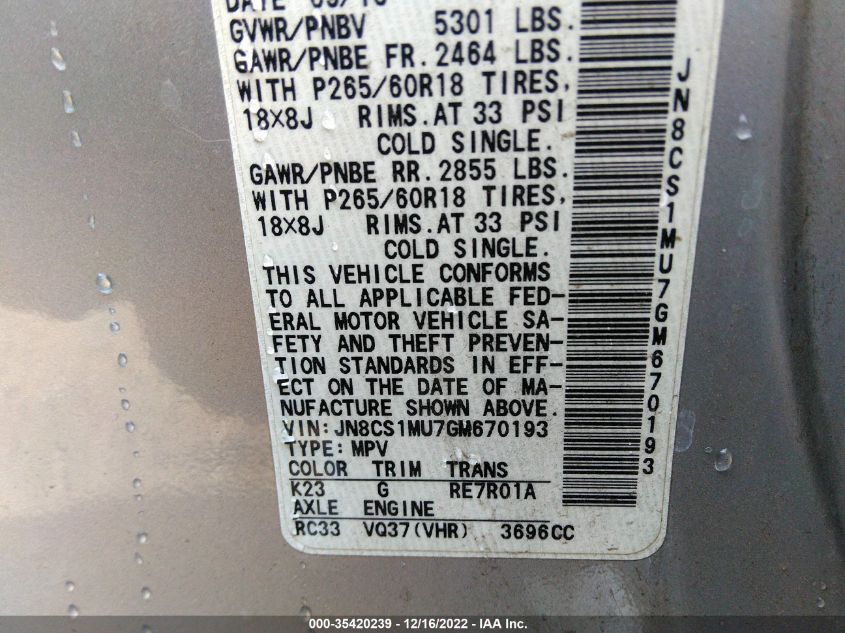 GVWR/PNBV 5301 LBS.
GAWR/PNBE FR. 2464 LBS.
WITH P265/60R18 TIRES,
18X8J RIMS.AT 33 PSI
COLD SINGLE.
GAWR/PNBE RR. 2855 LBS.
WITH P265/60R18 TIRES,
18X8J RIMS.AT 33 PSI
COLD SINGLE.
THIS VEHICLE CONFORMS
TO ALL APPLICABLE FED-
ERAL MOTOR VEHICLE SA-
FETY AND THEFT PREVEN-
TION STANDARDS IN EFF-
ECT ON THE DATE OF MA-
NUFACTURE SHOWN ABOVE.
VIN:JN8CS1MU7GM670193
TYPE:MPV
COLOR TRIM TRANS
K23 G RE7R01A
AXLE ENGINE
RC33 VQ37(VHR) 3696CC
JN8CS1MU7GM670193
000-35420239 - 12/16/2022 - IAA Inc.